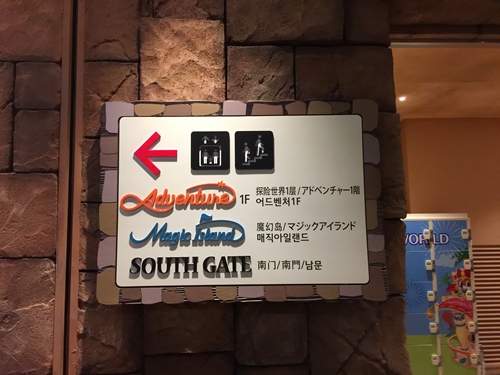 Adventure 1F 探险世界1层/アドベンチャー1階
어드벤처1F
Magic Island 魔幻岛/マジックアイランド
매직아일랜드
SOUTH GATE 南门/南門/남문
WORLD